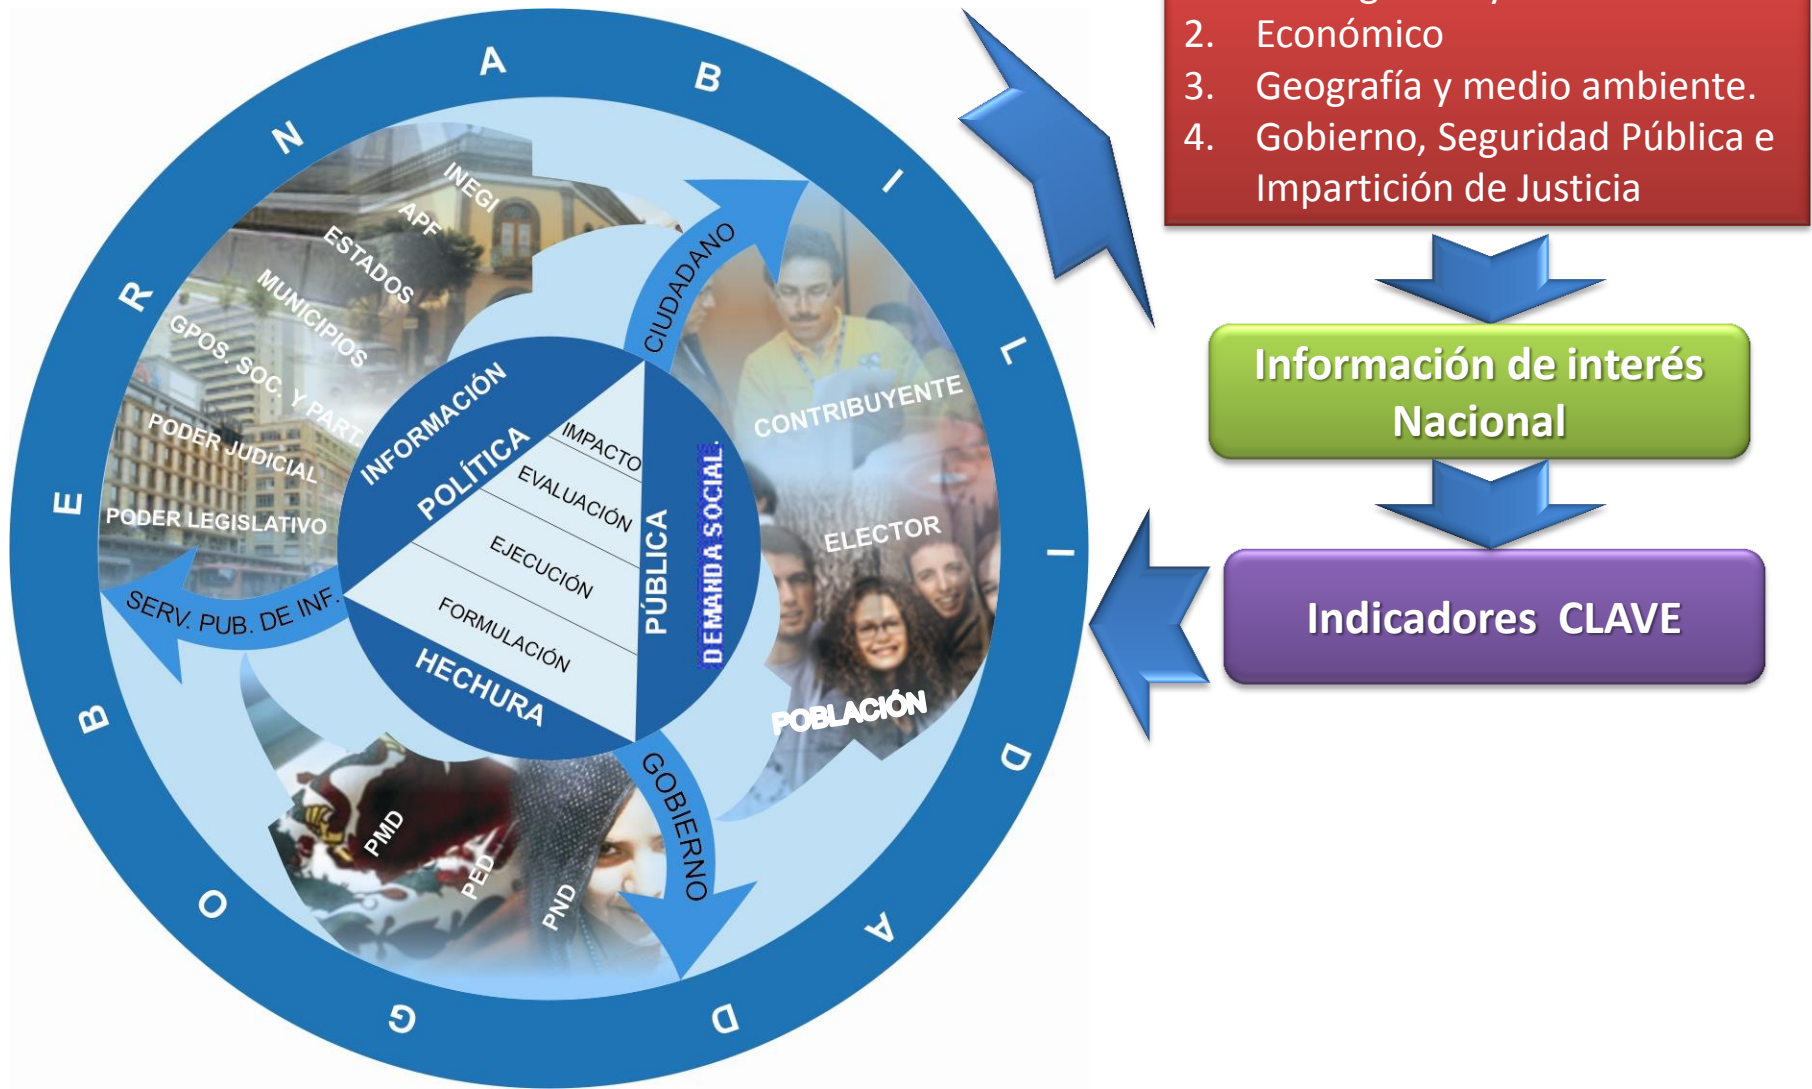 GOBERNABILIDAD
INEGI
APF
ESTADOS
MUNICIPIOS
GPOS. SOC. Y PART.
PODER JUDICIAL
PODER LEGISLATIVO
SERV. PUB. DE INF.
CIUDADANO
CONTRIBUYENTE
ELECTOR
POBLACIÓN
GOBIERNO
PMD
PED
PND
INFORMACIÓN
POLÍTICA
PÚBLICA
HECHURA
DEMANDA SOCIAL.
IMPACTO
EVALUACIÓN
EJECUCIÓN
FORMULACIÓN
2. Económico
3. Geografía y medio ambiente.
4. Gobierno, Seguridad Pública e
Impartición de Justicia
Información de interés
Nacional
Indicadores CLAVE